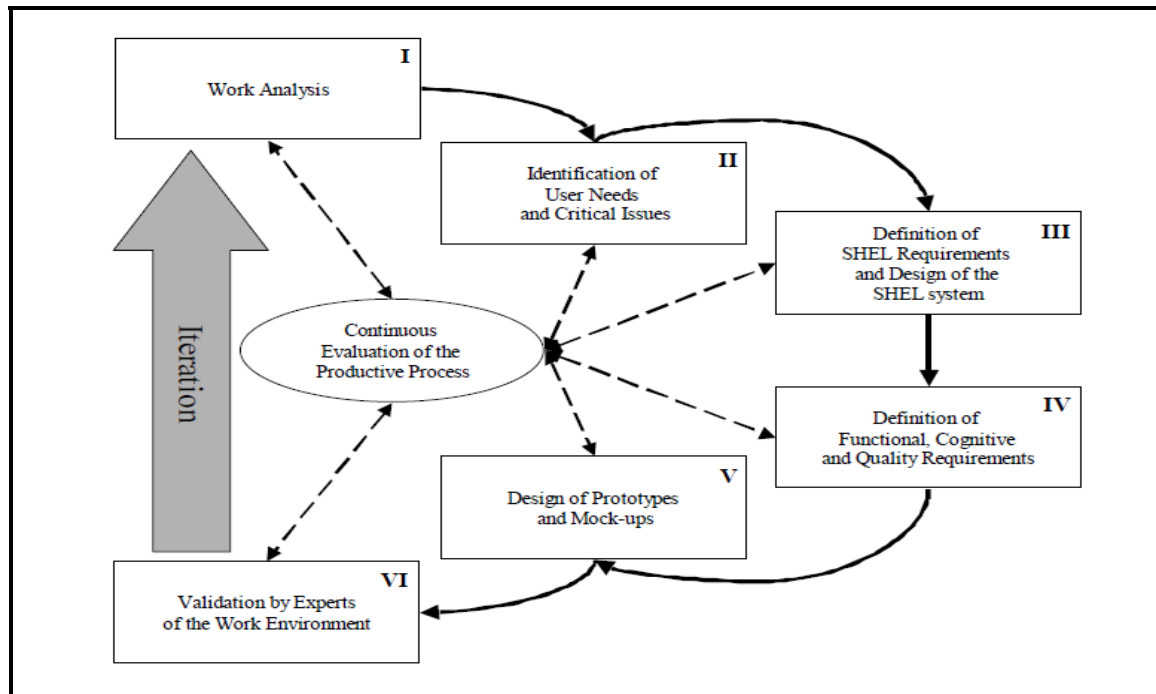 I
Work Analysis
II
Identification of
User Needs
and Critical Issues
III
Definition of
SHEL Requirements
and Design of the
SHEL system
Iteration
Continuous
Evaluation of the
Productive Process
IV
Definition of
Functional, Cognitive
and Quality Requirements
V
Design of Prototypes
and Mock-ups
VI
Validation by Experts
of the Work Environment